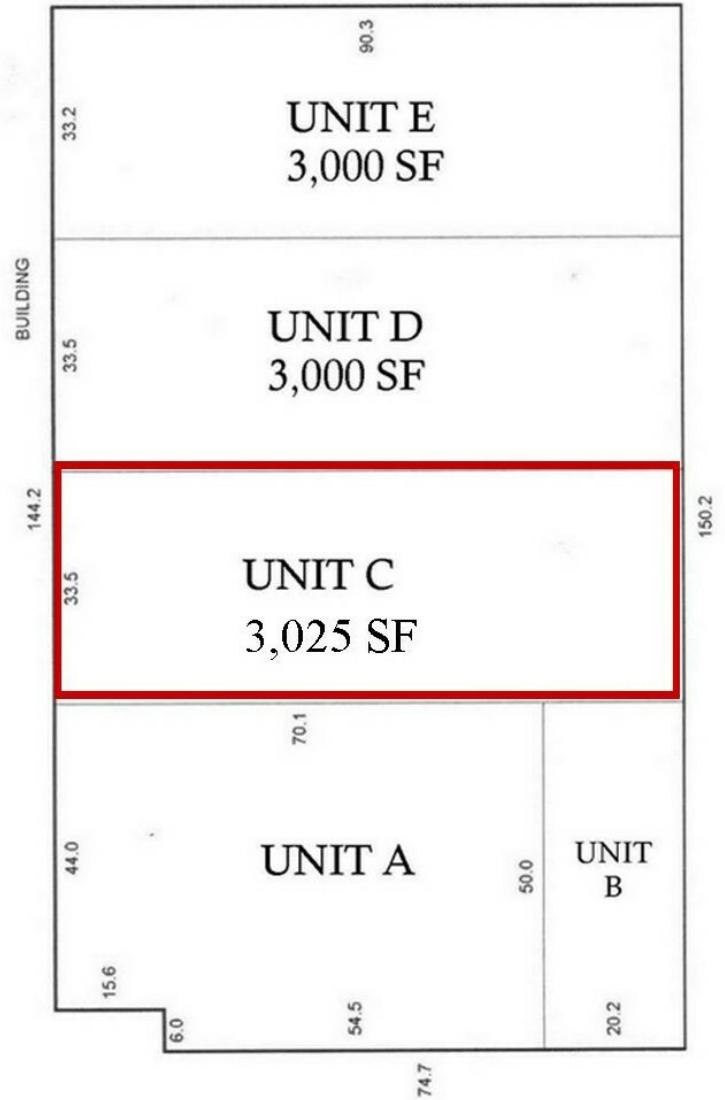 90.3
33.2
UNIT E
3,000 SF
BUILDING
33.5
UNIT D
3,000 SF
144.2
150.2
33.5
UNIT C
3,025 SF
70.1
44.0
UNIT A
50.0
UNIT
B
15.6
6.0
54.5
20.2
74.7